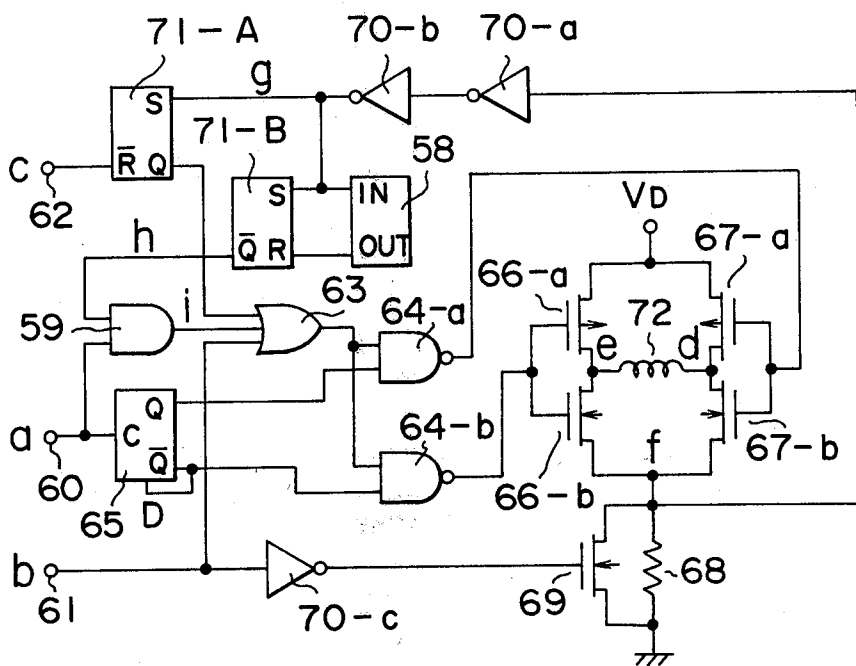 71-A
70-b
70-a
g
S
R̅ Q
c
62
71-B
S
Q̅ R
58
IN
OUT
VD
h
66-a
67-a
59
i
63
64-a
e
72
d
a
60
C
Q
Q̅
65
D
64-b
66-b
f
67-b
b
61
70-c
69
68